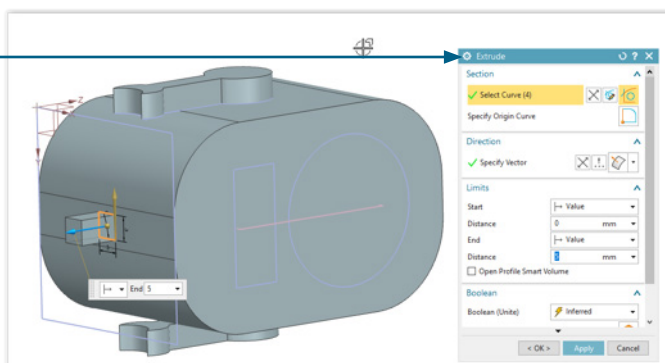 Extrude
Section
Select Curve (4)
Specify Origin Curve
Direction
Specify Vector
Limits
Start
Value
Distance
0 mm
End
Value
Distance
5 mm
Open Profile Smart Volume
Boolean
Boolean (Unite)
Inferred
< OK >
Apply
Cancel
End 5
Z